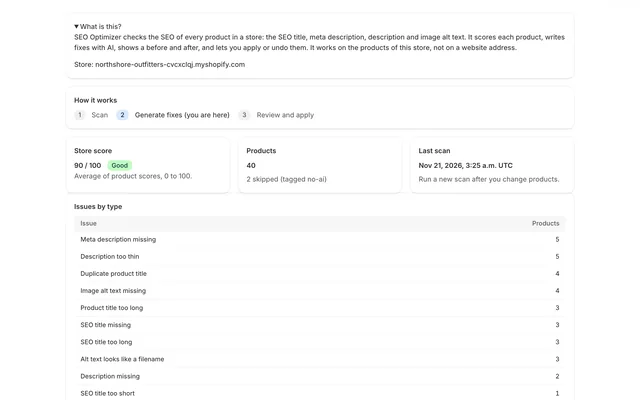 ▼ What is this?
SEO Optimizer checks the SEO of every product in a store: the SEO title, meta description, description and image alt text. It scores each product, writes
fixes with AI, shows a before and after, and lets you apply or undo them. It works on the products of this store, not on a website address.
Store: northshore-outfitters-cvcxclqj.myshopify.com
How it works
1 Scan 2 Generate fixes (you are here) 3 Review and apply
Store score
90 / 100 Good
Average of product scores, 0 to 100.
Products
40
2 skipped (tagged no-ai)
Last scan
Nov 21, 2026, 3:25 a.m. UTC
Run a new scan after you change products.
Issues by type
Issue Products
Meta description missing 5
Description too thin 5
Duplicate product title 4
Image alt text missing 4
Product title too long 3
SEO title missing 3
SEO title too long 3
Alt text looks like a filename 3
Description missing 2
SEO title too short 1